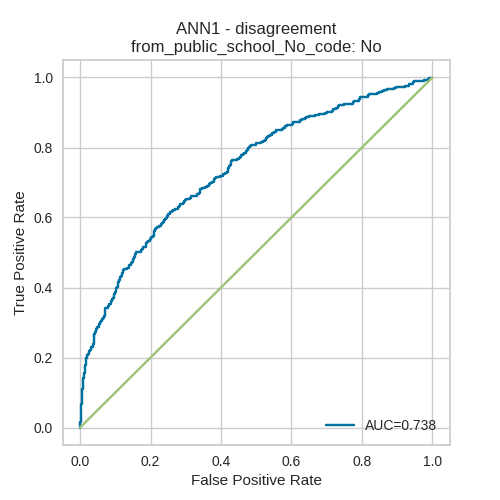 ANN1 - disagreement
from_public_school_No_code: No
1.0
0.8
0.6
0.4
0.2
0.0
True Positive Rate
AUC=0.738
0.0 0.2 0.4 0.6 0.8 1.0
False Positive Rate